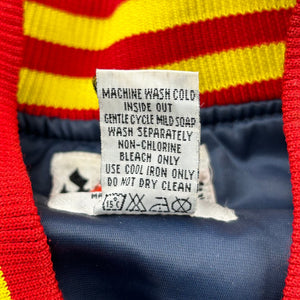 MACHINE WASH COLD
INSIDE OUT
GENTLE CYCLE MILD SOAP
WASH SEPARATELY
NON-CHLORINE
BLEACH ONLY
USE COOL IRON ONLY
DO NOT DRY CLEAN